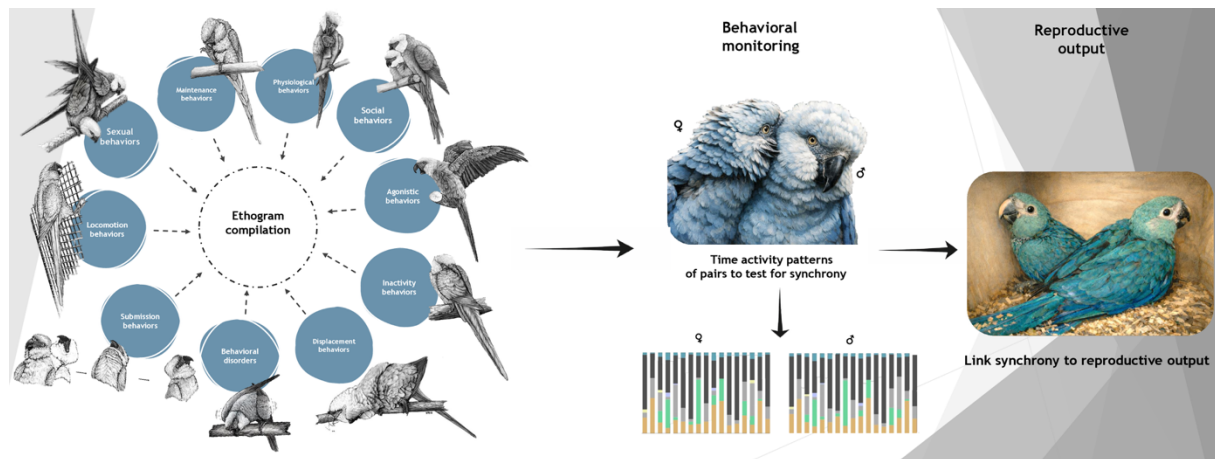 Sexual
behaviors
Maintenance
behaviors
Physiological
behaviors
Social
behaviors
Agonistic
behaviors
Inactivity
behaviors
Displacement
behaviors
Behavioral
disorders
Submission
behaviors
Locomotion
behaviors
Ethogram
compilation
Behavioral
monitoring
♀
♂
Time activity patterns
of pairs to test for synchrony
♀
♂
Reproductive
output
Link synchrony to reproductive output